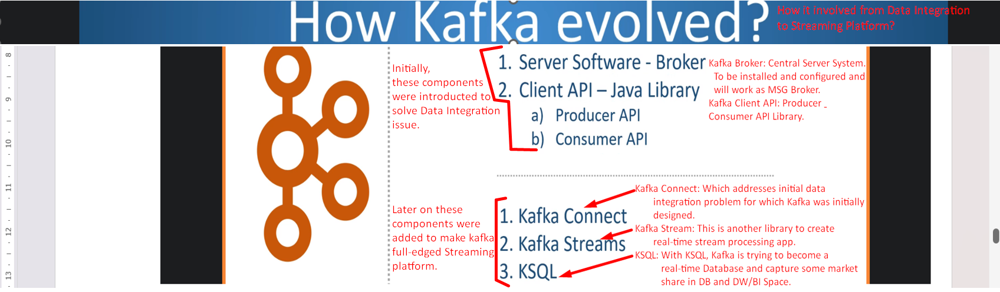 How Kafka evolved?
How it involved from Data Integration
to Streaming Platform?
8
9
10
11
12
13
Initially,
these components
were introducted to
solve Data Integration
issue.
1. Server Software - Broker
2. Client API – Java Library
a) Producer API
b) Consumer API
Kafka Broker: Central Server System.
To be installed and configured and
will work as MSG Broker.
Kafka Client API: Producer _
Consumer API Library.
Later on these
components were
added to make kafka
full-edged Streaming
platform.
1. Kafka Connect
2. Kafka Streams
3. KSQL
Kafka Connect: Which addresses initial data
integration problem for which Kafka was initially
designed.
Kafka Stream: This is another library to create
real-time stream processing app.
KSQL: With KSQL, Kafka is trying to become a
real-time Database and capture some market
share in DB and DW/BI Space.